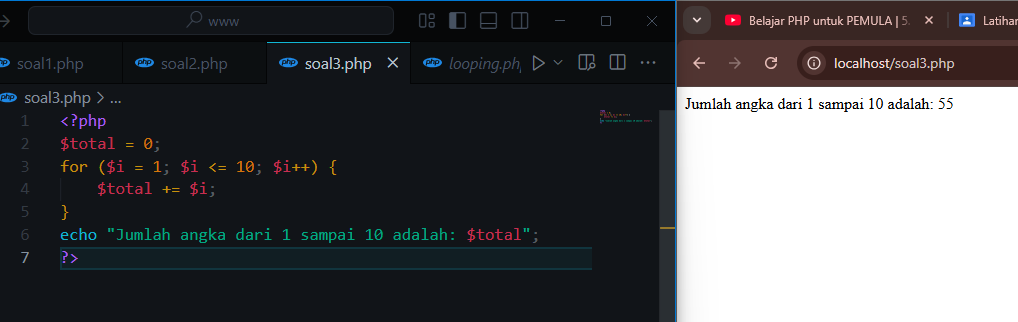 www
soal1.php
soal2.php
soal3.php
looping.ph
soal3.php > ...
1 <?php
2 $total = 0;
3 for ($i = 1; $i <= 10; $i++) {
4 $total += $i;
5 }
6 echo "Jumlah angka dari 1 sampai 10 adalah: $total";
7 ?>
Belajar PHP untuk PEMULA | 5.
Latihan
localhost/soal3.php
Jumlah angka dari 1 sampai 10 adalah: 55